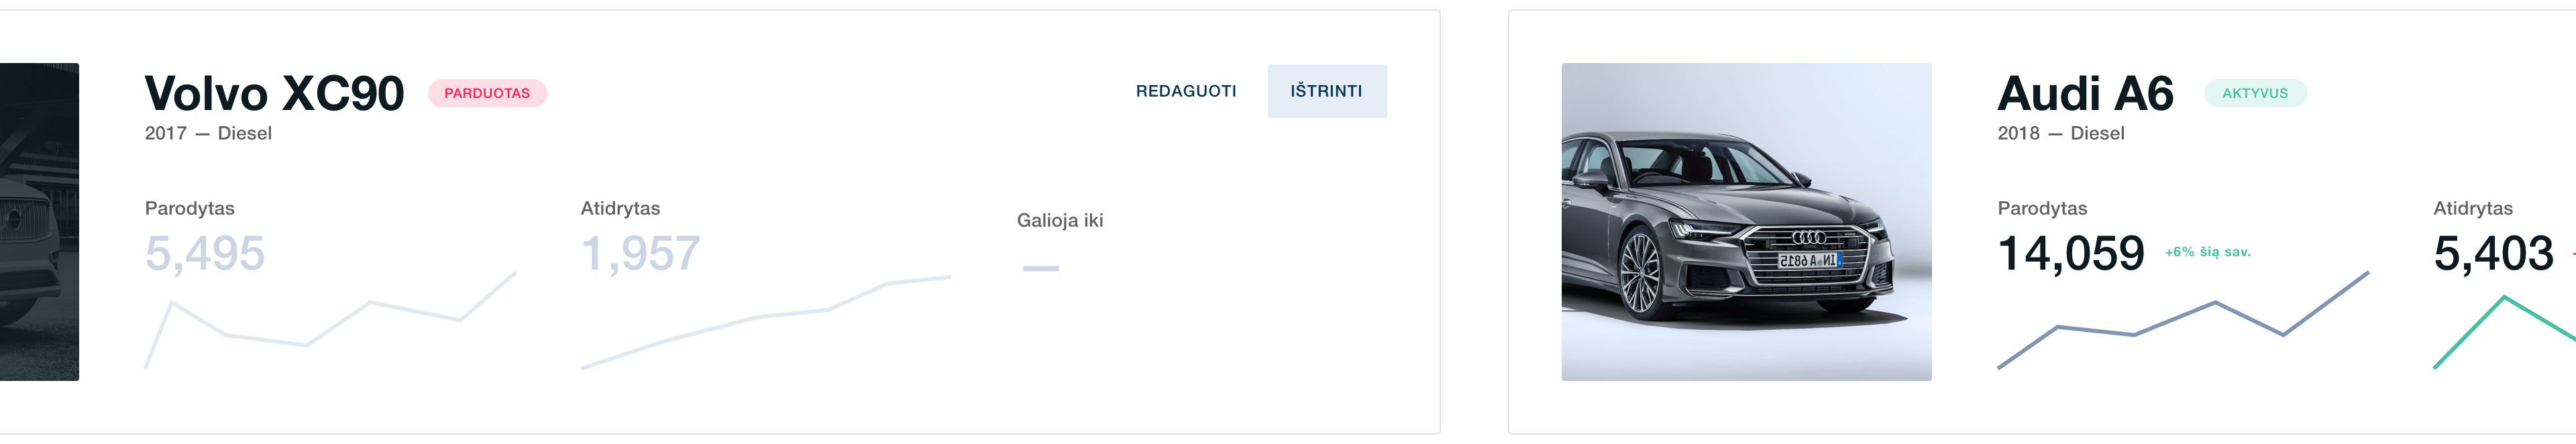 Volvo XC90
PARDUOTAS
REDAGUOTI
IŠTRINTI
2017 — Diesel
Parodytas
5,495
Atidrytas
1,957
Galioja iki
—
Audi A6
AKTYVUS
2018 — Diesel
Parodytas
14,059
+6% šią sav.
Atidrytas
5,403
IN A 6815